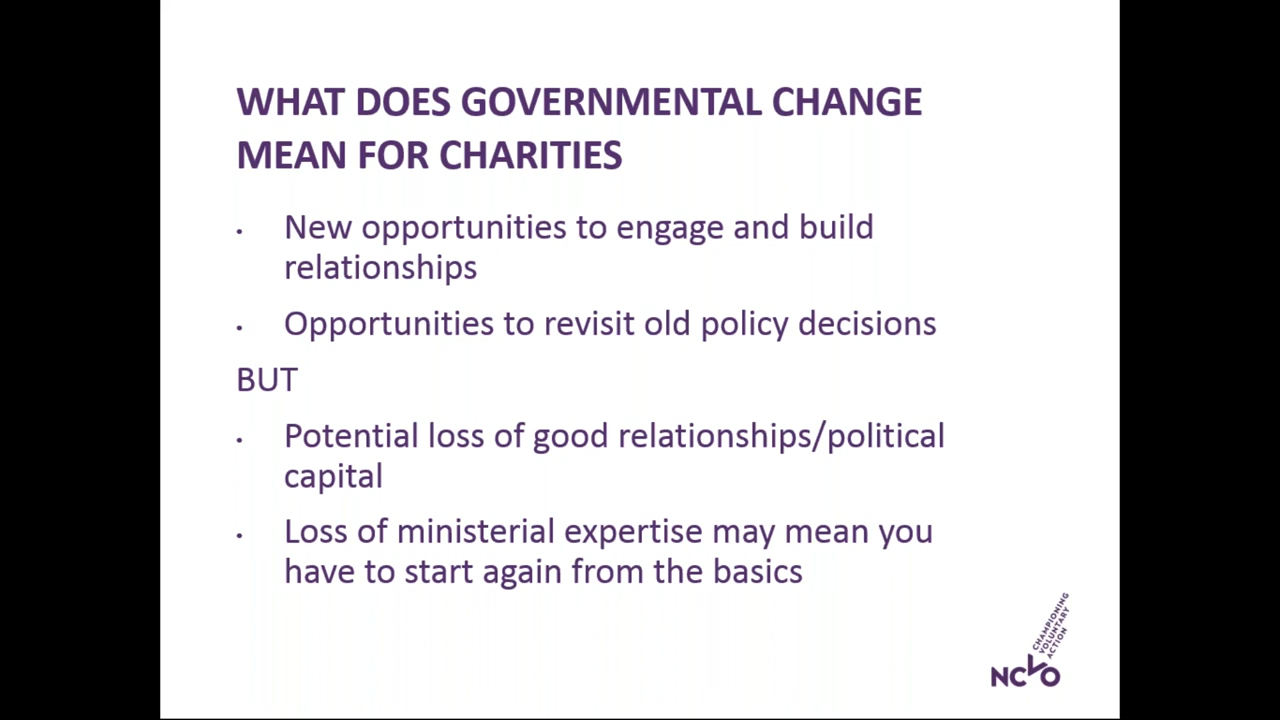 WHAT DOES GOVERNMENTAL CHANGE
MEAN FOR CHARITIES
• New opportunities to engage and build
relationships
• Opportunities to revisit old policy decisions
BUT
• Potential loss of good relationships/political
capital
• Loss of ministerial expertise may mean you
have to start again from the basics
CHAMPIONING
VOLUNTARY
ACTION
NCVO